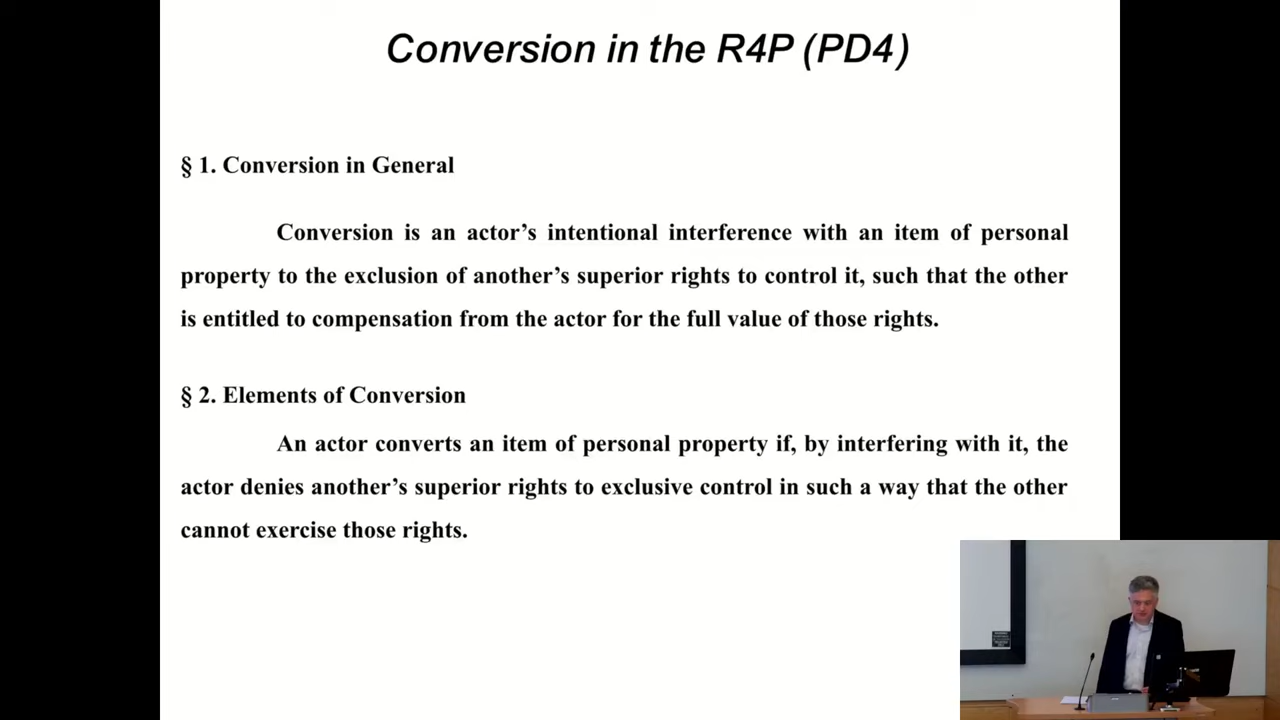 Conversion in the R4P (PD4)
§ 1. Conversion in General
Conversion is an actor’s intentional interference with an item of personal
property to the exclusion of another’s superior rights to control it, such that the other
is entitled to compensation from the actor for the full value of those rights.
§ 2. Elements of Conversion
An actor converts an item of personal property if, by interfering with it, the
actor denies another’s superior rights to exclusive control in such a way that the other
cannot exercise those rights.